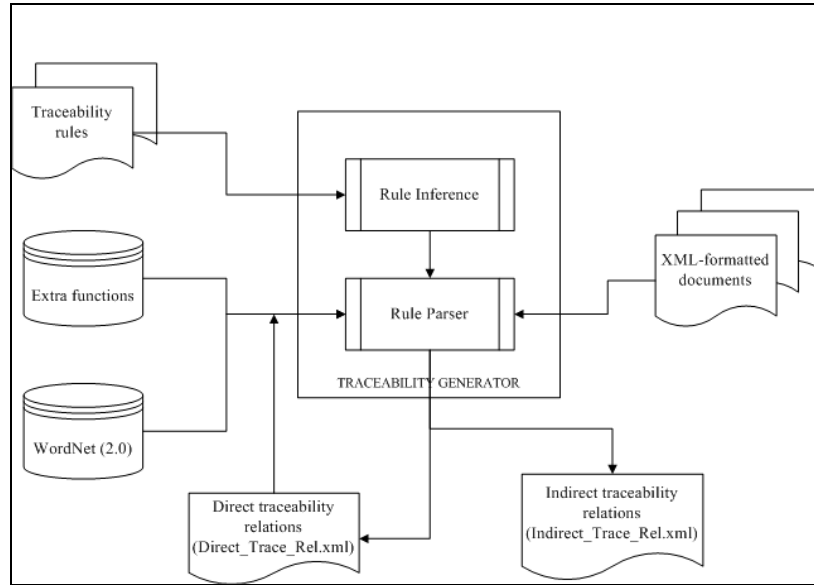 Traceability
rules
Rule Inference
Extra functions
XML-formatted
documents
Rule Parser
TRACEABILITY GENERATOR
WordNet (2.0)
Direct traceability
relations
(Direct_Trace_Rel.xml)
Indirect traceability
relations
(Indirect_Trace_Rel.xml)